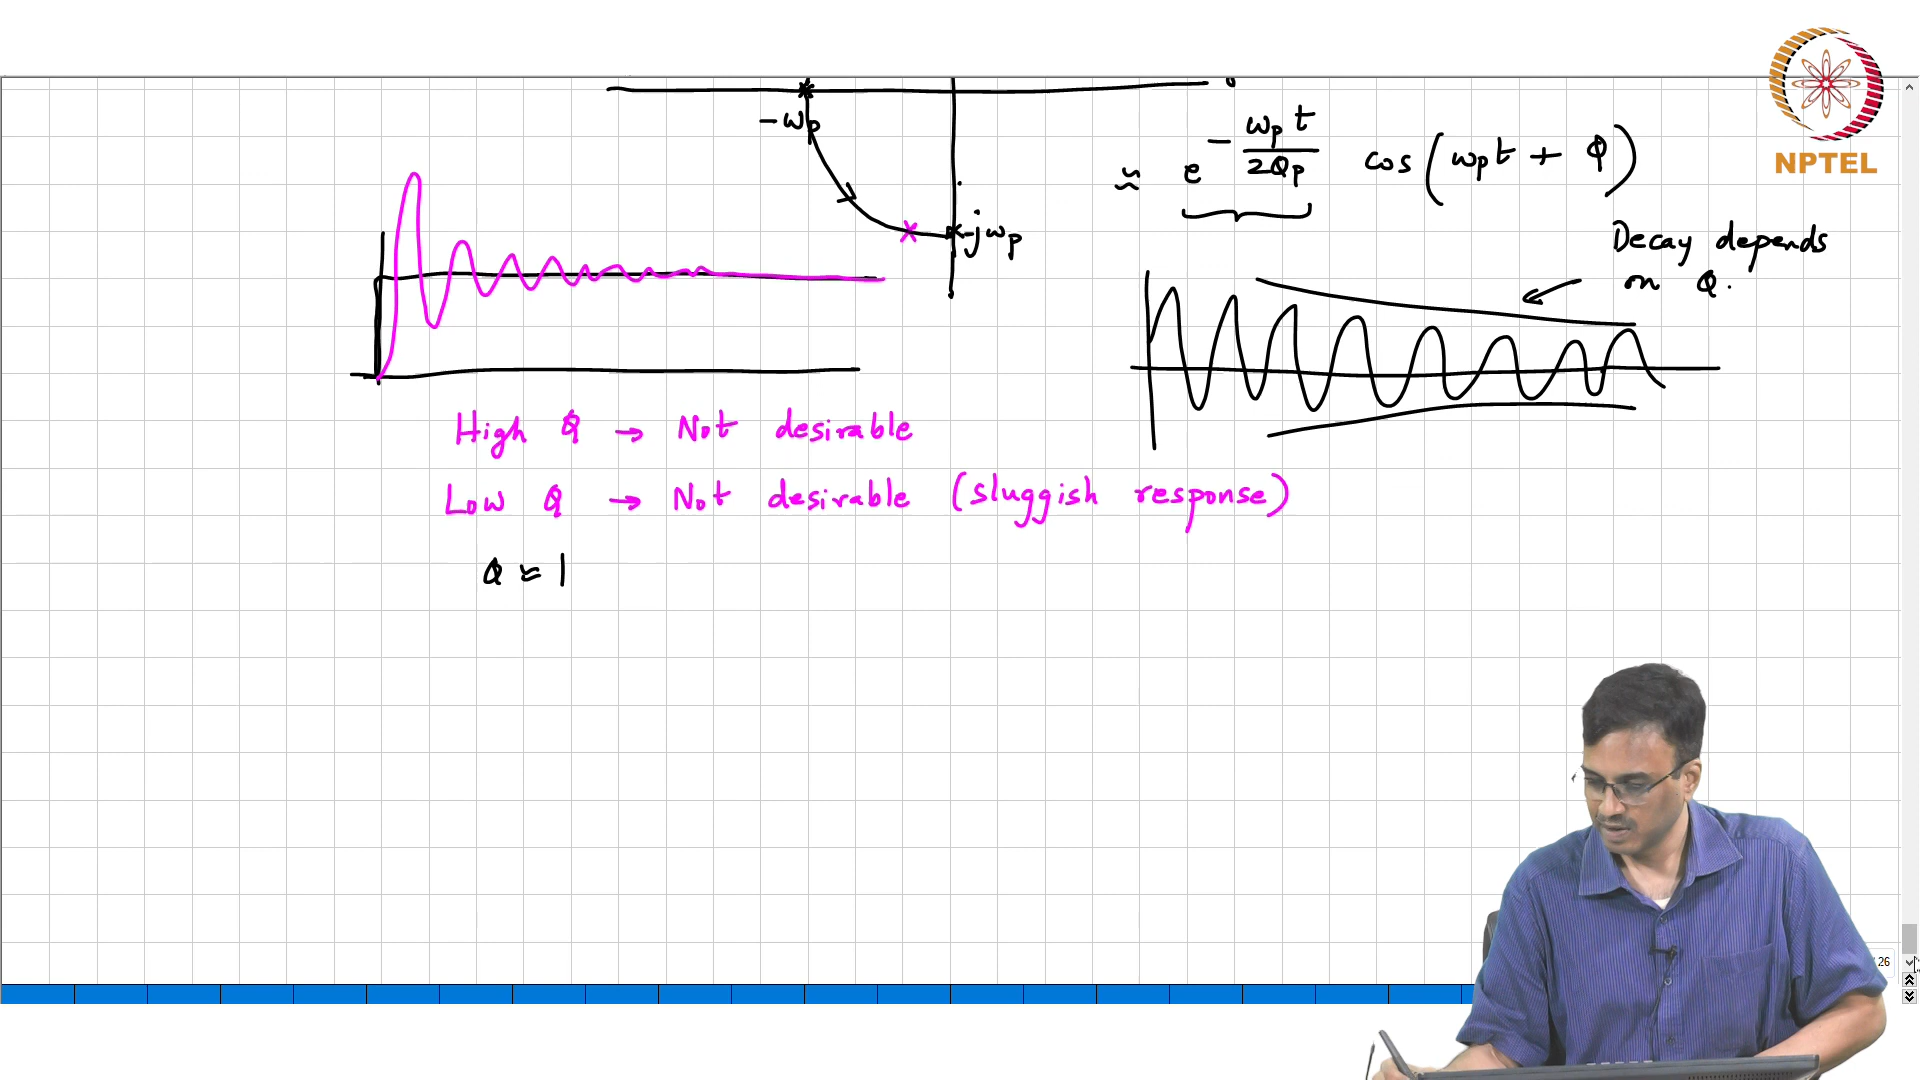 NPTEL
-ωp
≈ e^(-ωp t / 2Qp) cos(ωp t + Φ)
-jωp
Decay depends
on Q.
High Q → Not desirable
Low Q → Not desirable (Sluggish response)
Q ≈ 1
26